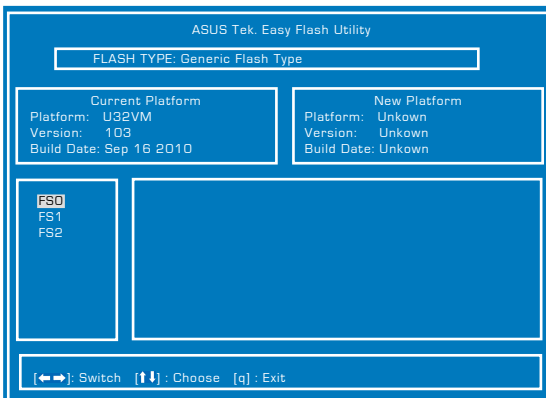 ASUS Tek. Easy Flash Utility
FLASH TYPE: Generic Flash Type
Current Platform
Platform: U32VM
Version: 103
Build Date: Sep 16 2010
New Platform
Platform: Unkown
Version: Unkown
Build Date: Unkown
FS0
FS1
FS2
[←→]: Switch [↑↓] : Choose [q] : Exit